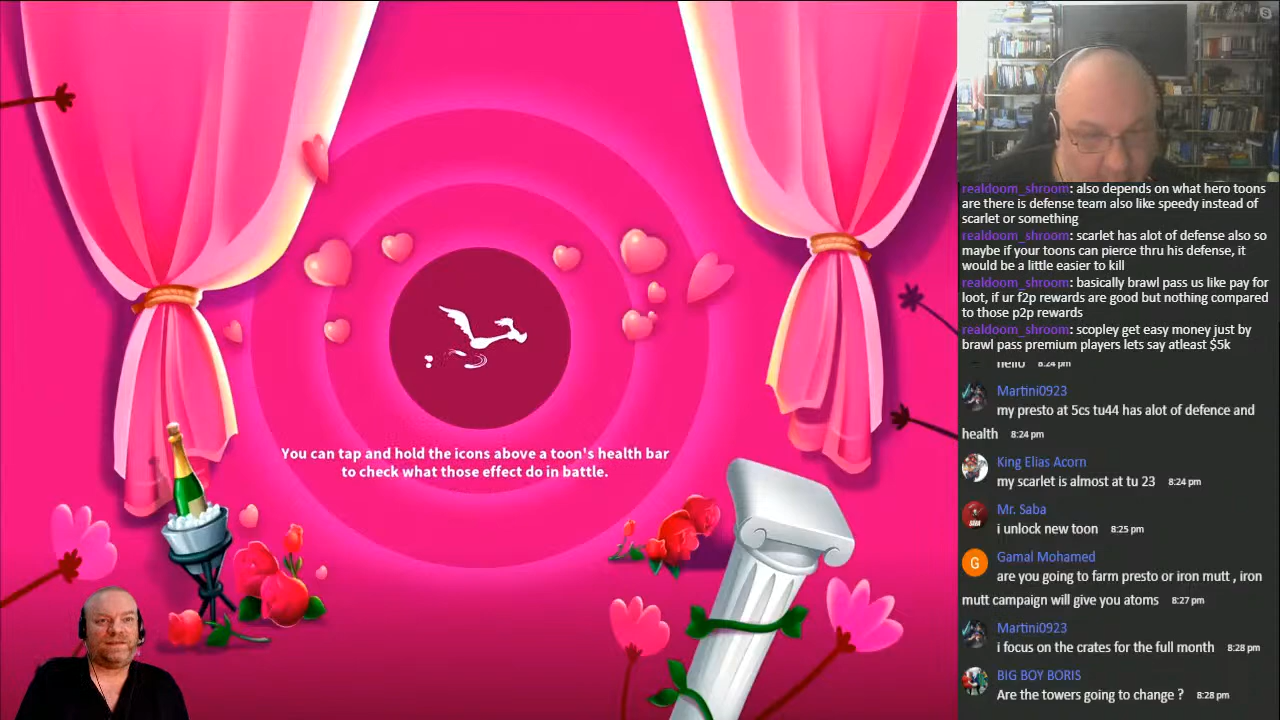 You can tap and hold the icons above a toon's health bar
to check what those effect do in battle.
realdoom_shroom: also depends on what hero toons
are there is defense team also like speedy instead of
scarlet or something
realdoom_shroom: scarlet has alot of defense also so
maybe if your toons can pierce thru his defense, it
would be a little easier to kill
realdoom_shroom: basically brawl pass us like pay for
loot, if ur f2p rewards are good but nothing compared
to those p2p rewards
realdoom_shroom: scopley get easy money just by
brawl pass premium players lets say atleast $5k
hello 8:24 pm
Martini0923
my presto at 5cs tu44 has alot of defence and
health 8:24 pm
King Elias Acorn
my scarlet is almost at tu 23 8:24 pm
Mr. Saba
i unlock new toon 8:25 pm
G Gamal Mohamed
are you going to farm presto or iron mutt , iron
mutt campaign will give you atoms 8:27 pm
Martini0923
i focus on the crates for the full month 8:28 pm
BIG BOY BORIS
Are the towers going to change ? 8:28 pm